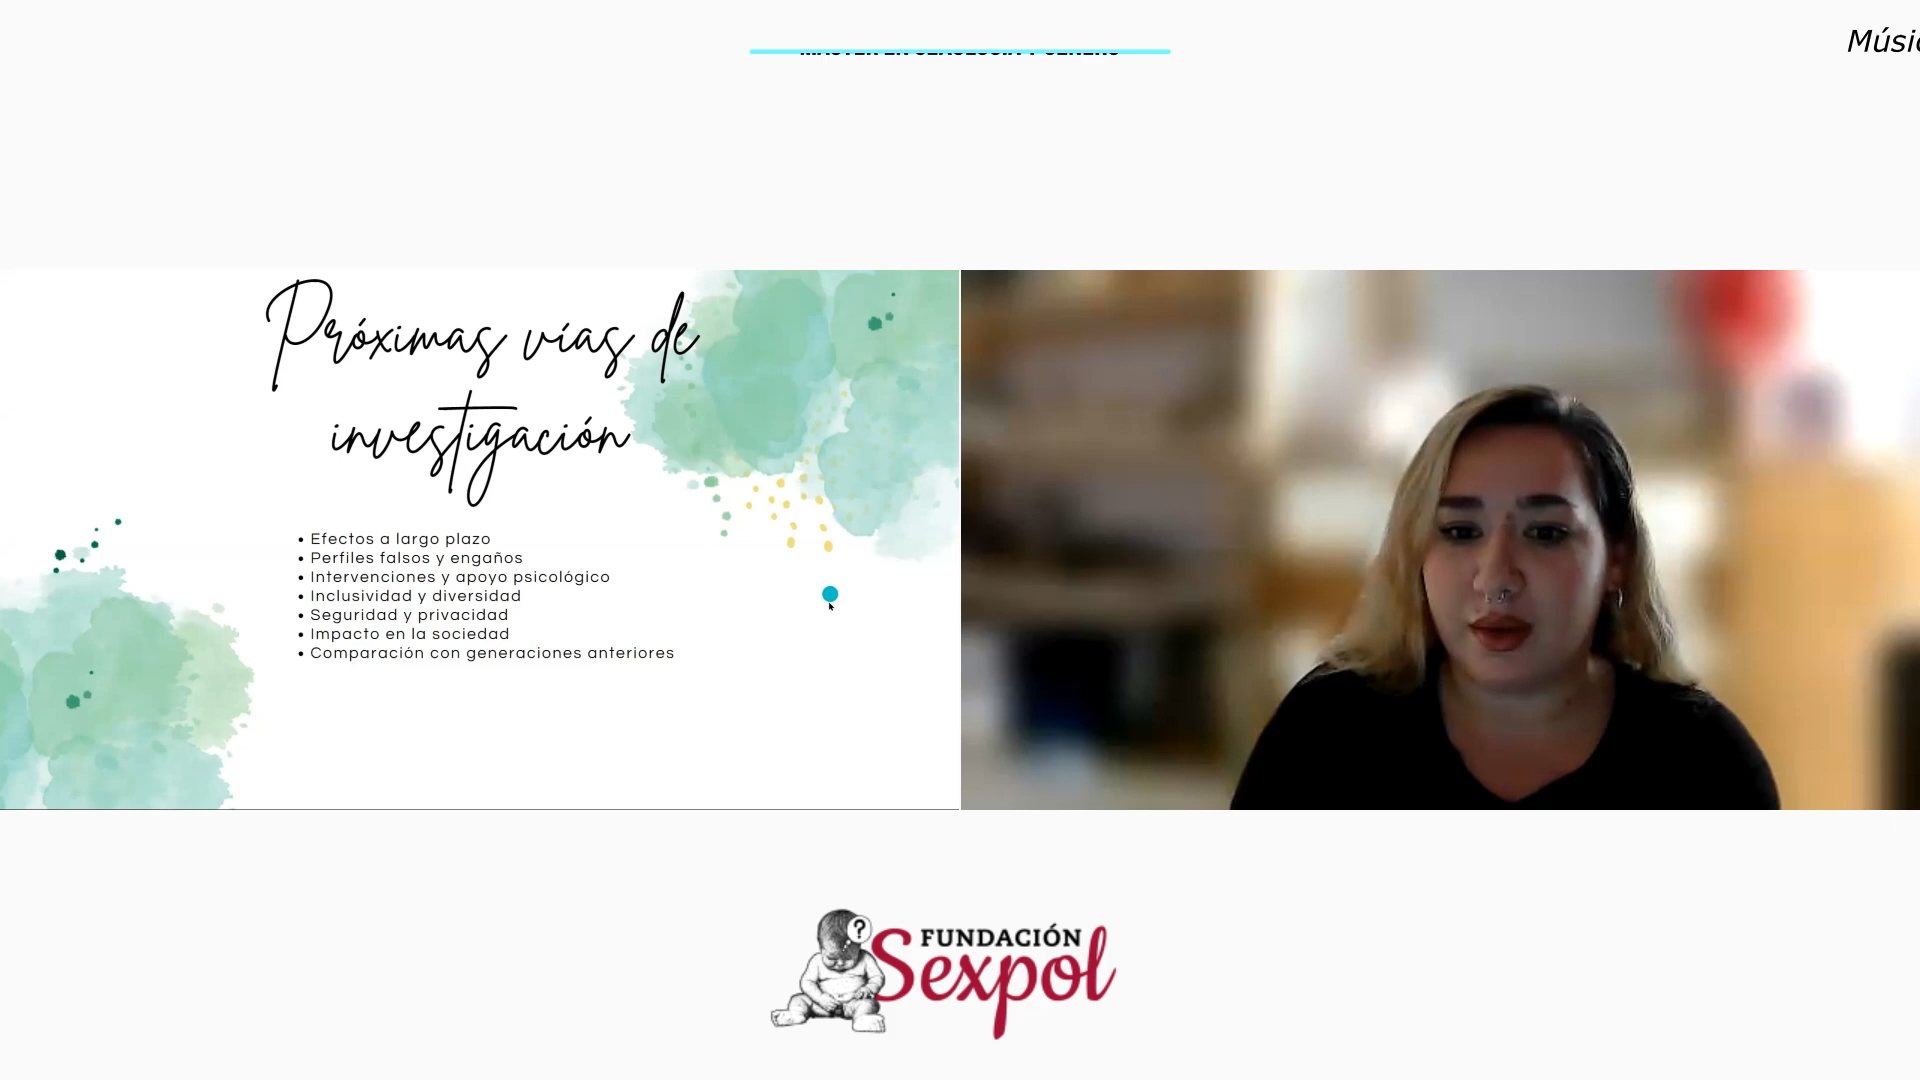 Músic
Próximas vías de
investigación
• Efectos a largo plazo
• Perfiles falsos y engaños
• Intervenciones y apoyo psicológico
• Inclusividad y diversidad
• Seguridad y privacidad
• Impacto en la sociedad
• Comparación con generaciones anteriores
?
FUNDACIÓN
Sexpol